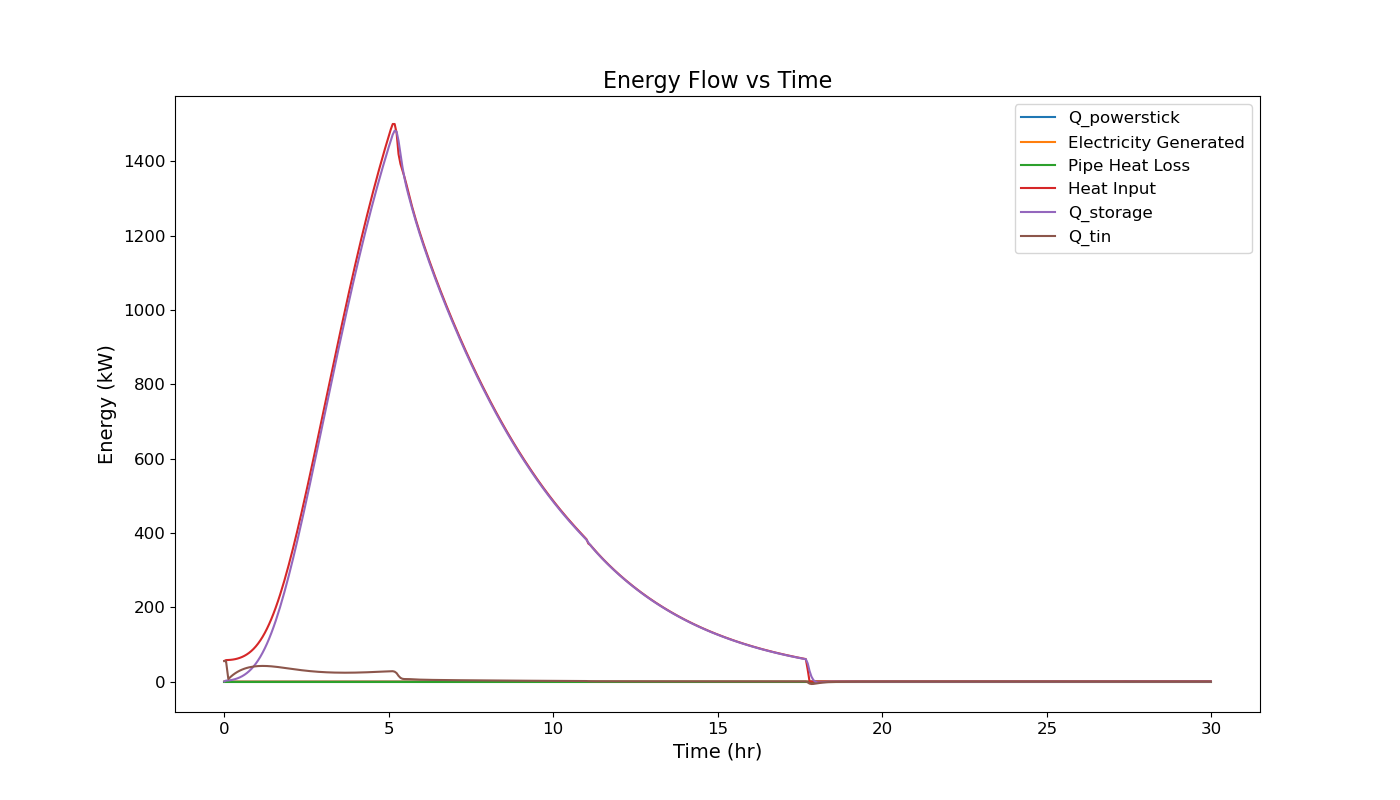 Energy Flow vs Time
Q_powerstick
Electricity Generated
Pipe Heat Loss
Heat Input
Q_storage
Q_tin
Energy (kW)
1400
1200
1000
800
600
400
200
0
0 5 10 15 20 25 30
Time (hr)